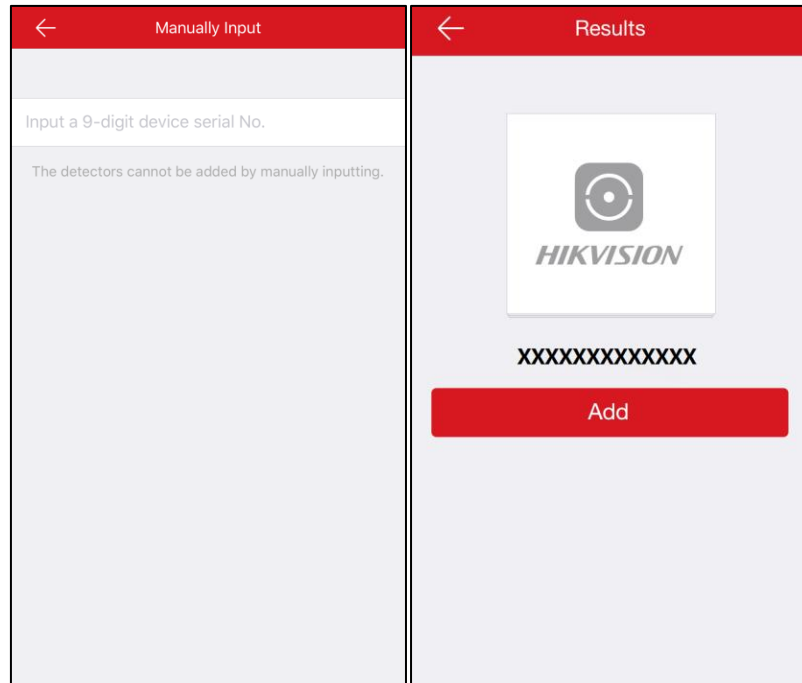 Manually Input
Input a 9-digit device serial No.
The detectors cannot be added by manually inputting.
Results
HIKVISION
XXXXXXXXXXXXX
Add